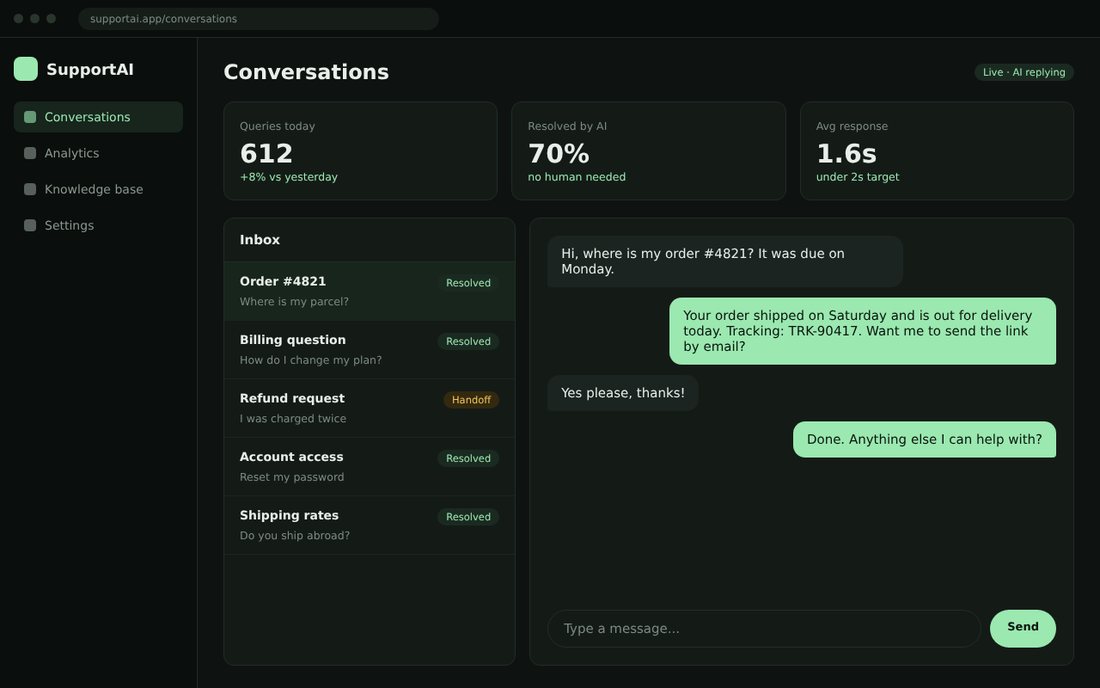 supportai.app/conversations
SupportAI
Conversations
Analytics
Knowledge base
Settings
Conversations
Live · AI replying
Queries today
612
+8% vs yesterday
Resolved by AI
70%
no human needed
Avg response
1.6s
under 2s target
Inbox
Order #4821
Resolved
Where is my parcel?
Billing question
Resolved
How do I change my plan?
Refund request
Handoff
I was charged twice
Account access
Resolved
Reset my password
Shipping rates
Resolved
Do you ship abroad?
Hi, where is my order #4821? It was due on
Monday.
Your order shipped on Saturday and is out for delivery
today. Tracking: TRK-90417. Want me to send the link
by email?
Yes please, thanks!
Done. Anything else I can help with?
Type a message...
Send